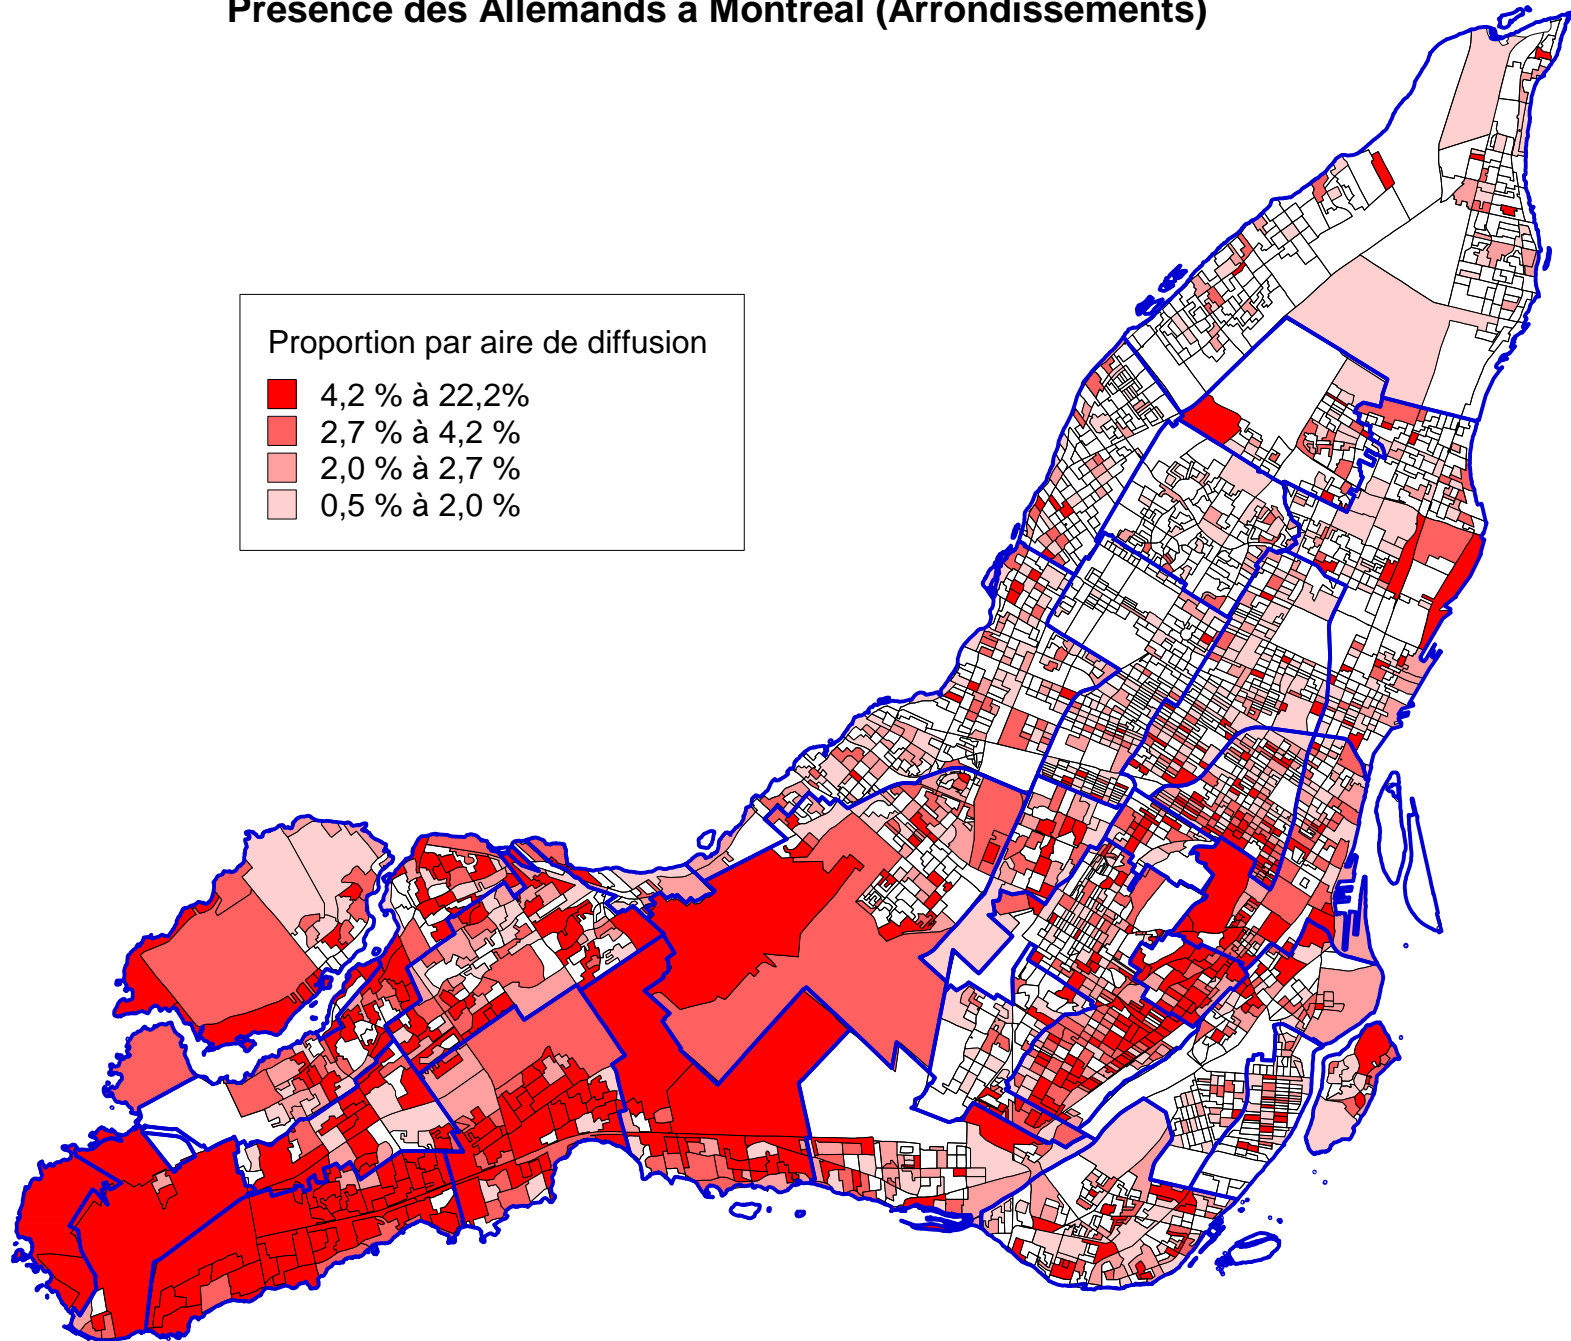 Présence des Allemands à Montréal (Arrondissements)
Proportion par aire de diffusion
4,2 % à 22,2%
2,7 % à 4,2 %
2,0 % à 2,7 %
0,5 % à 2,0 %